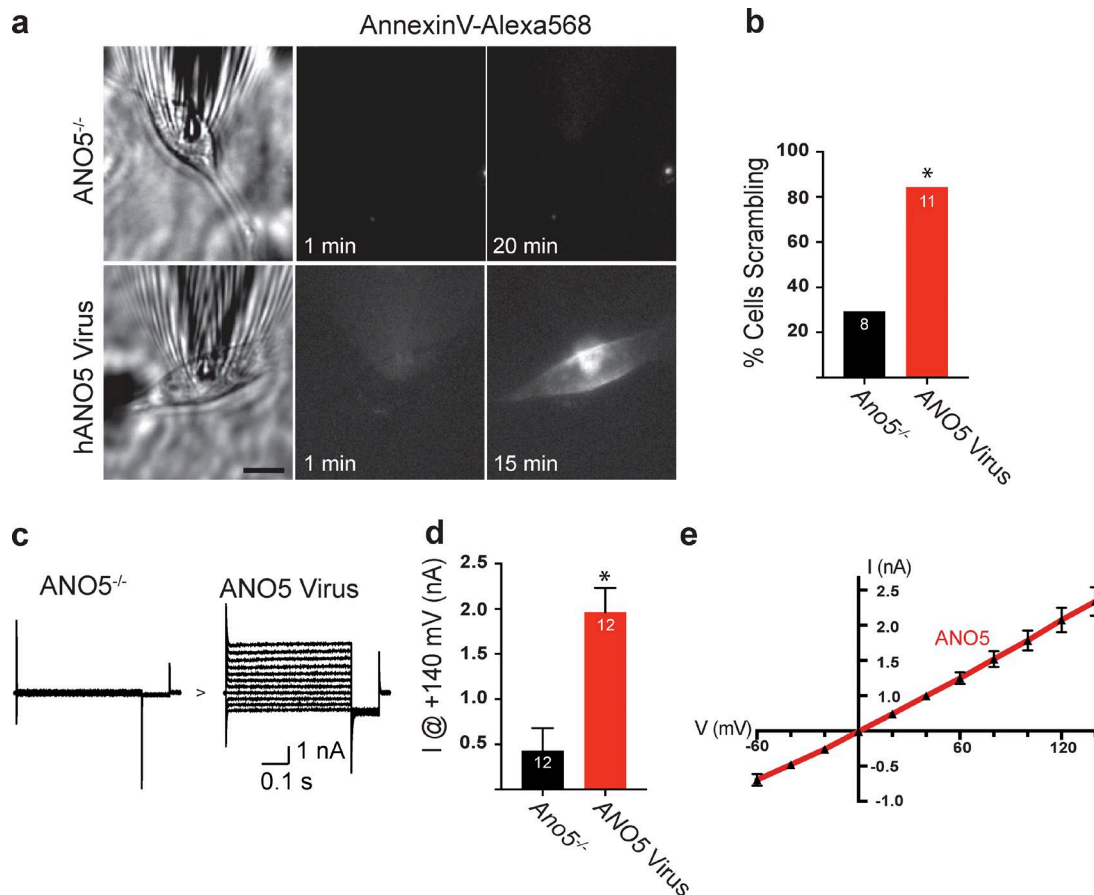 a
AnnexinV-Alexa568
ANO5-/-
1 min
20 min
hANO5 Virus
1 min
15 min
b
% Cells Scrambling
100
80
60
40
20
*
8
11
Ano5-/-
ANO5 Virus
c
ANO5-/-
ANO5 Virus
>
1 nA
0.1 s
d
I @ +140 mV (nA)
2.5
2.0
1.5
1.0
0.5
*
12
12
Ano5-/-
ANO5 Virus
e
I (nA)
2.5
2.0
1.5
1.0
ANO5
V (mV)
-60
60
120
-0.5
-1.0